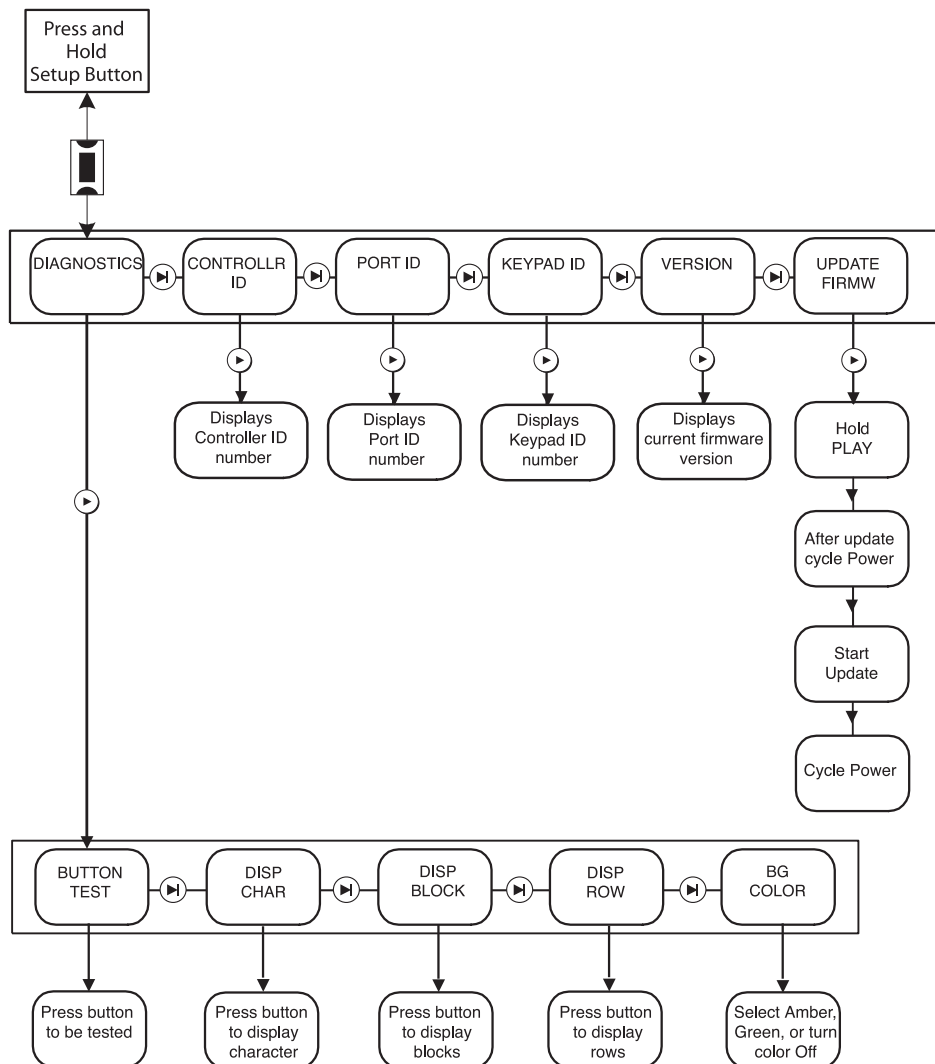 Press and
Hold
Setup Button
DIAGNOSTICS
CONTROLLR
ID
PORT ID
KEYPAD ID
VERSION
UPDATE
FIRMW
Displays
Controller ID
number
Displays
Port ID
number
Displays
Keypad ID
number
Displays
current firmware
version
Hold
PLAY
After update
cycle Power
Start
Update
Cycle Power
BUTTON
TEST
DISP
CHAR
DISP
BLOCK
DISP
ROW
BG
COLOR
Press button
to be tested
Press button
to display
character
Press button
to display
blocks
Press button
to display
rows
Select Amber,
Green, or turn
color Off